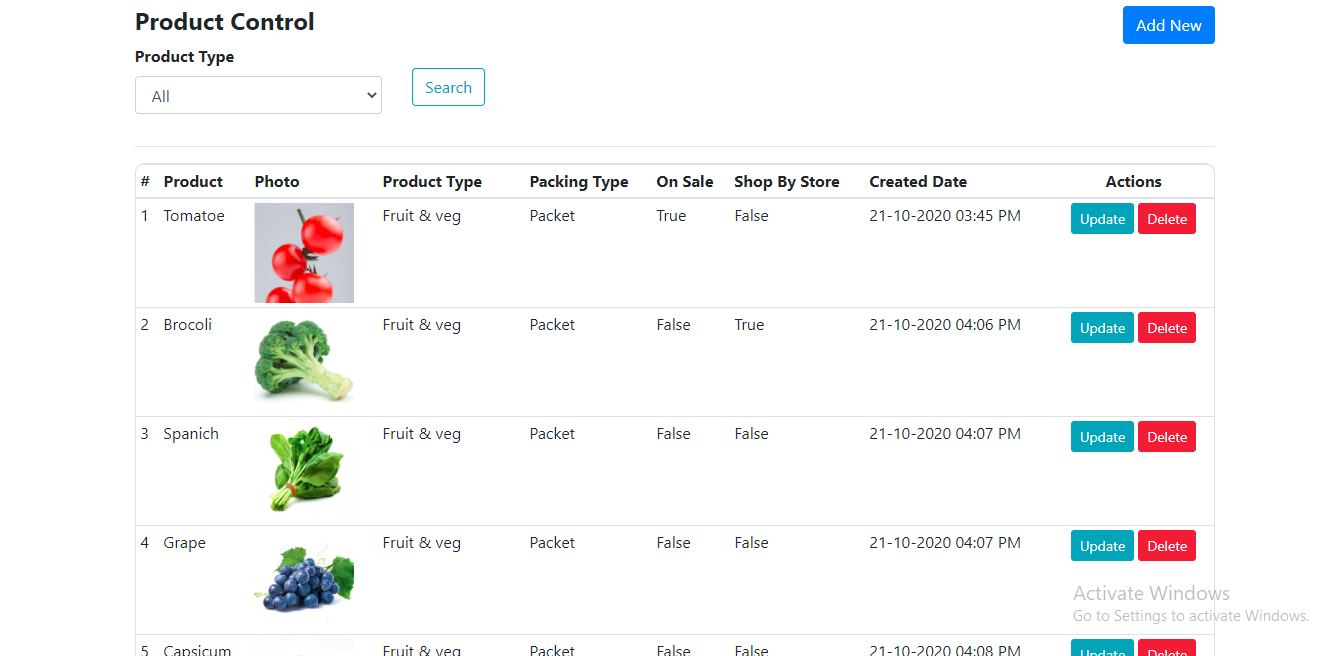 Product Control
Add New
Product Type
All
Search
# Product Photo Product Type Packing Type On Sale Shop By Store Created Date Actions
1 Tomatoe Fruit & veg Packet True False 21-10-2020 03:45 PM Update Delete
2 Brocoli Fruit & veg Packet False True 21-10-2020 04:06 PM Update Delete
3 Spanich Fruit & veg Packet False False 21-10-2020 04:07 PM Update Delete
4 Grape Fruit & veg Packet False False 21-10-2020 04:07 PM Update Delete
Activate Windows
Go to Settings to activate Windows.
5 Capsicum Fruit & veg Packet False False 21-10-2020 04:08 PM Update Delete